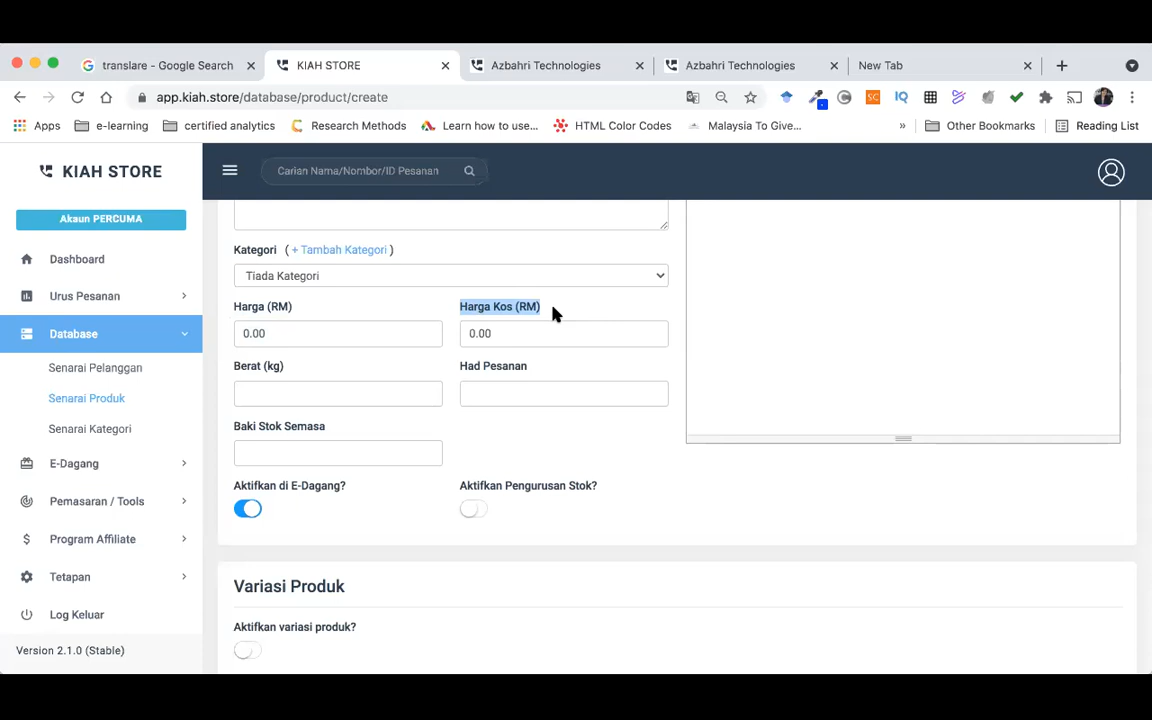 translare - Google Search
KIAH STORE
Azbahri Technologies
Azbahri Technologies
New Tab
app.kiah.store/database/product/create
Apps
e-learning
certified analytics
Research Methods
Learn how to use...
HTML Color Codes
Malaysia To Give...
»
Other Bookmarks
Reading List
KIAH STORE
Carian Nama/Nombor/ID Pesanan
Akaun PERCUMA
Dashboard
Urus Pesanan
Database
Senarai Pelanggan
Senarai Produk
Senarai Kategori
E-Dagang
Pemasaran / Tools
Program Affiliate
Tetapan
Log Keluar
Version 2.1.0 (Stable)
Kategori ( + Tambah Kategori )
Tiada Kategori
Harga (RM)
Harga Kos (RM)
0.00
0.00
Berat (kg)
Had Pesanan
Baki Stok Semasa
Aktifkan di E-Dagang?
Aktifkan Pengurusan Stok?
Variasi Produk
Aktifkan variasi produk?